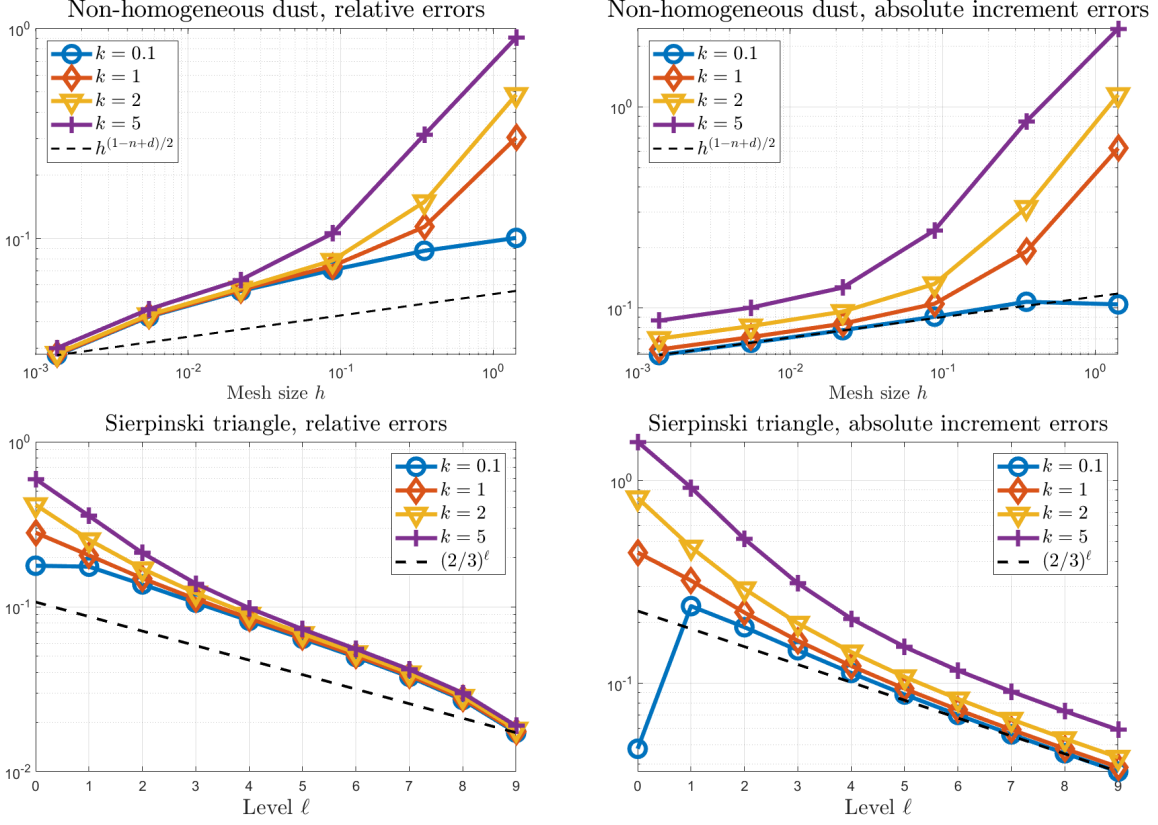 Non-homogeneous dust, relative errors
10^0
10^-1
k = 0.1
k = 1
k = 2
k = 5
h^(1−n+d)/2
10^-3
10^-2
10^-1
10^0
Mesh size h
Non-homogeneous dust, absolute increment errors
10^0
10^-1
k = 0.1
k = 1
k = 2
k = 5
h^(1−n+d)/2
10^-3
10^-2
10^-1
10^0
Mesh size h
Sierpinski triangle, relative errors
10^0
10^-1
10^-2
k = 0.1
k = 1
k = 2
k = 5
(2/3)^ℓ
0 1 2 3 4 5 6 7 8 9
Level ℓ
Sierpinski triangle, absolute increment errors
10^0
10^-1
k = 0.1
k = 1
k = 2
k = 5
(2/3)^ℓ
0 1 2 3 4 5 6 7 8 9
Level ℓ